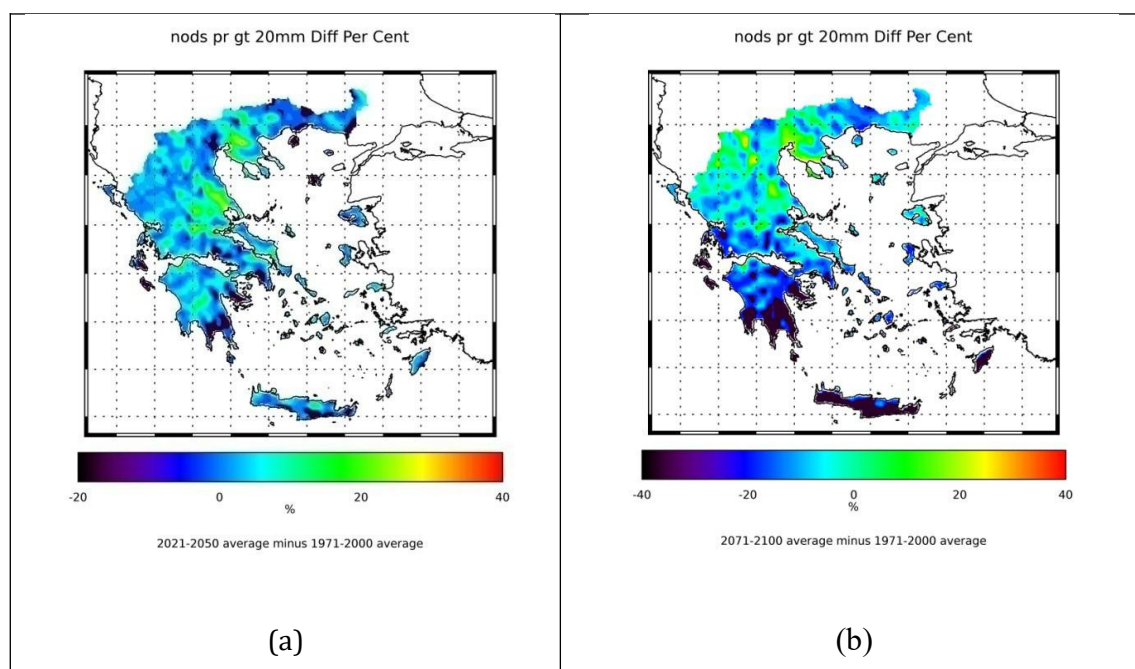 nods pr gt 20mm Diff Per Cent
-20 0 20 40
%
2021-2050 average minus 1971-2000 average
(a)
nods pr gt 20mm Diff Per Cent
-40 -20 0 20 40
%
2071-2100 average minus 1971-2000 average
(b)